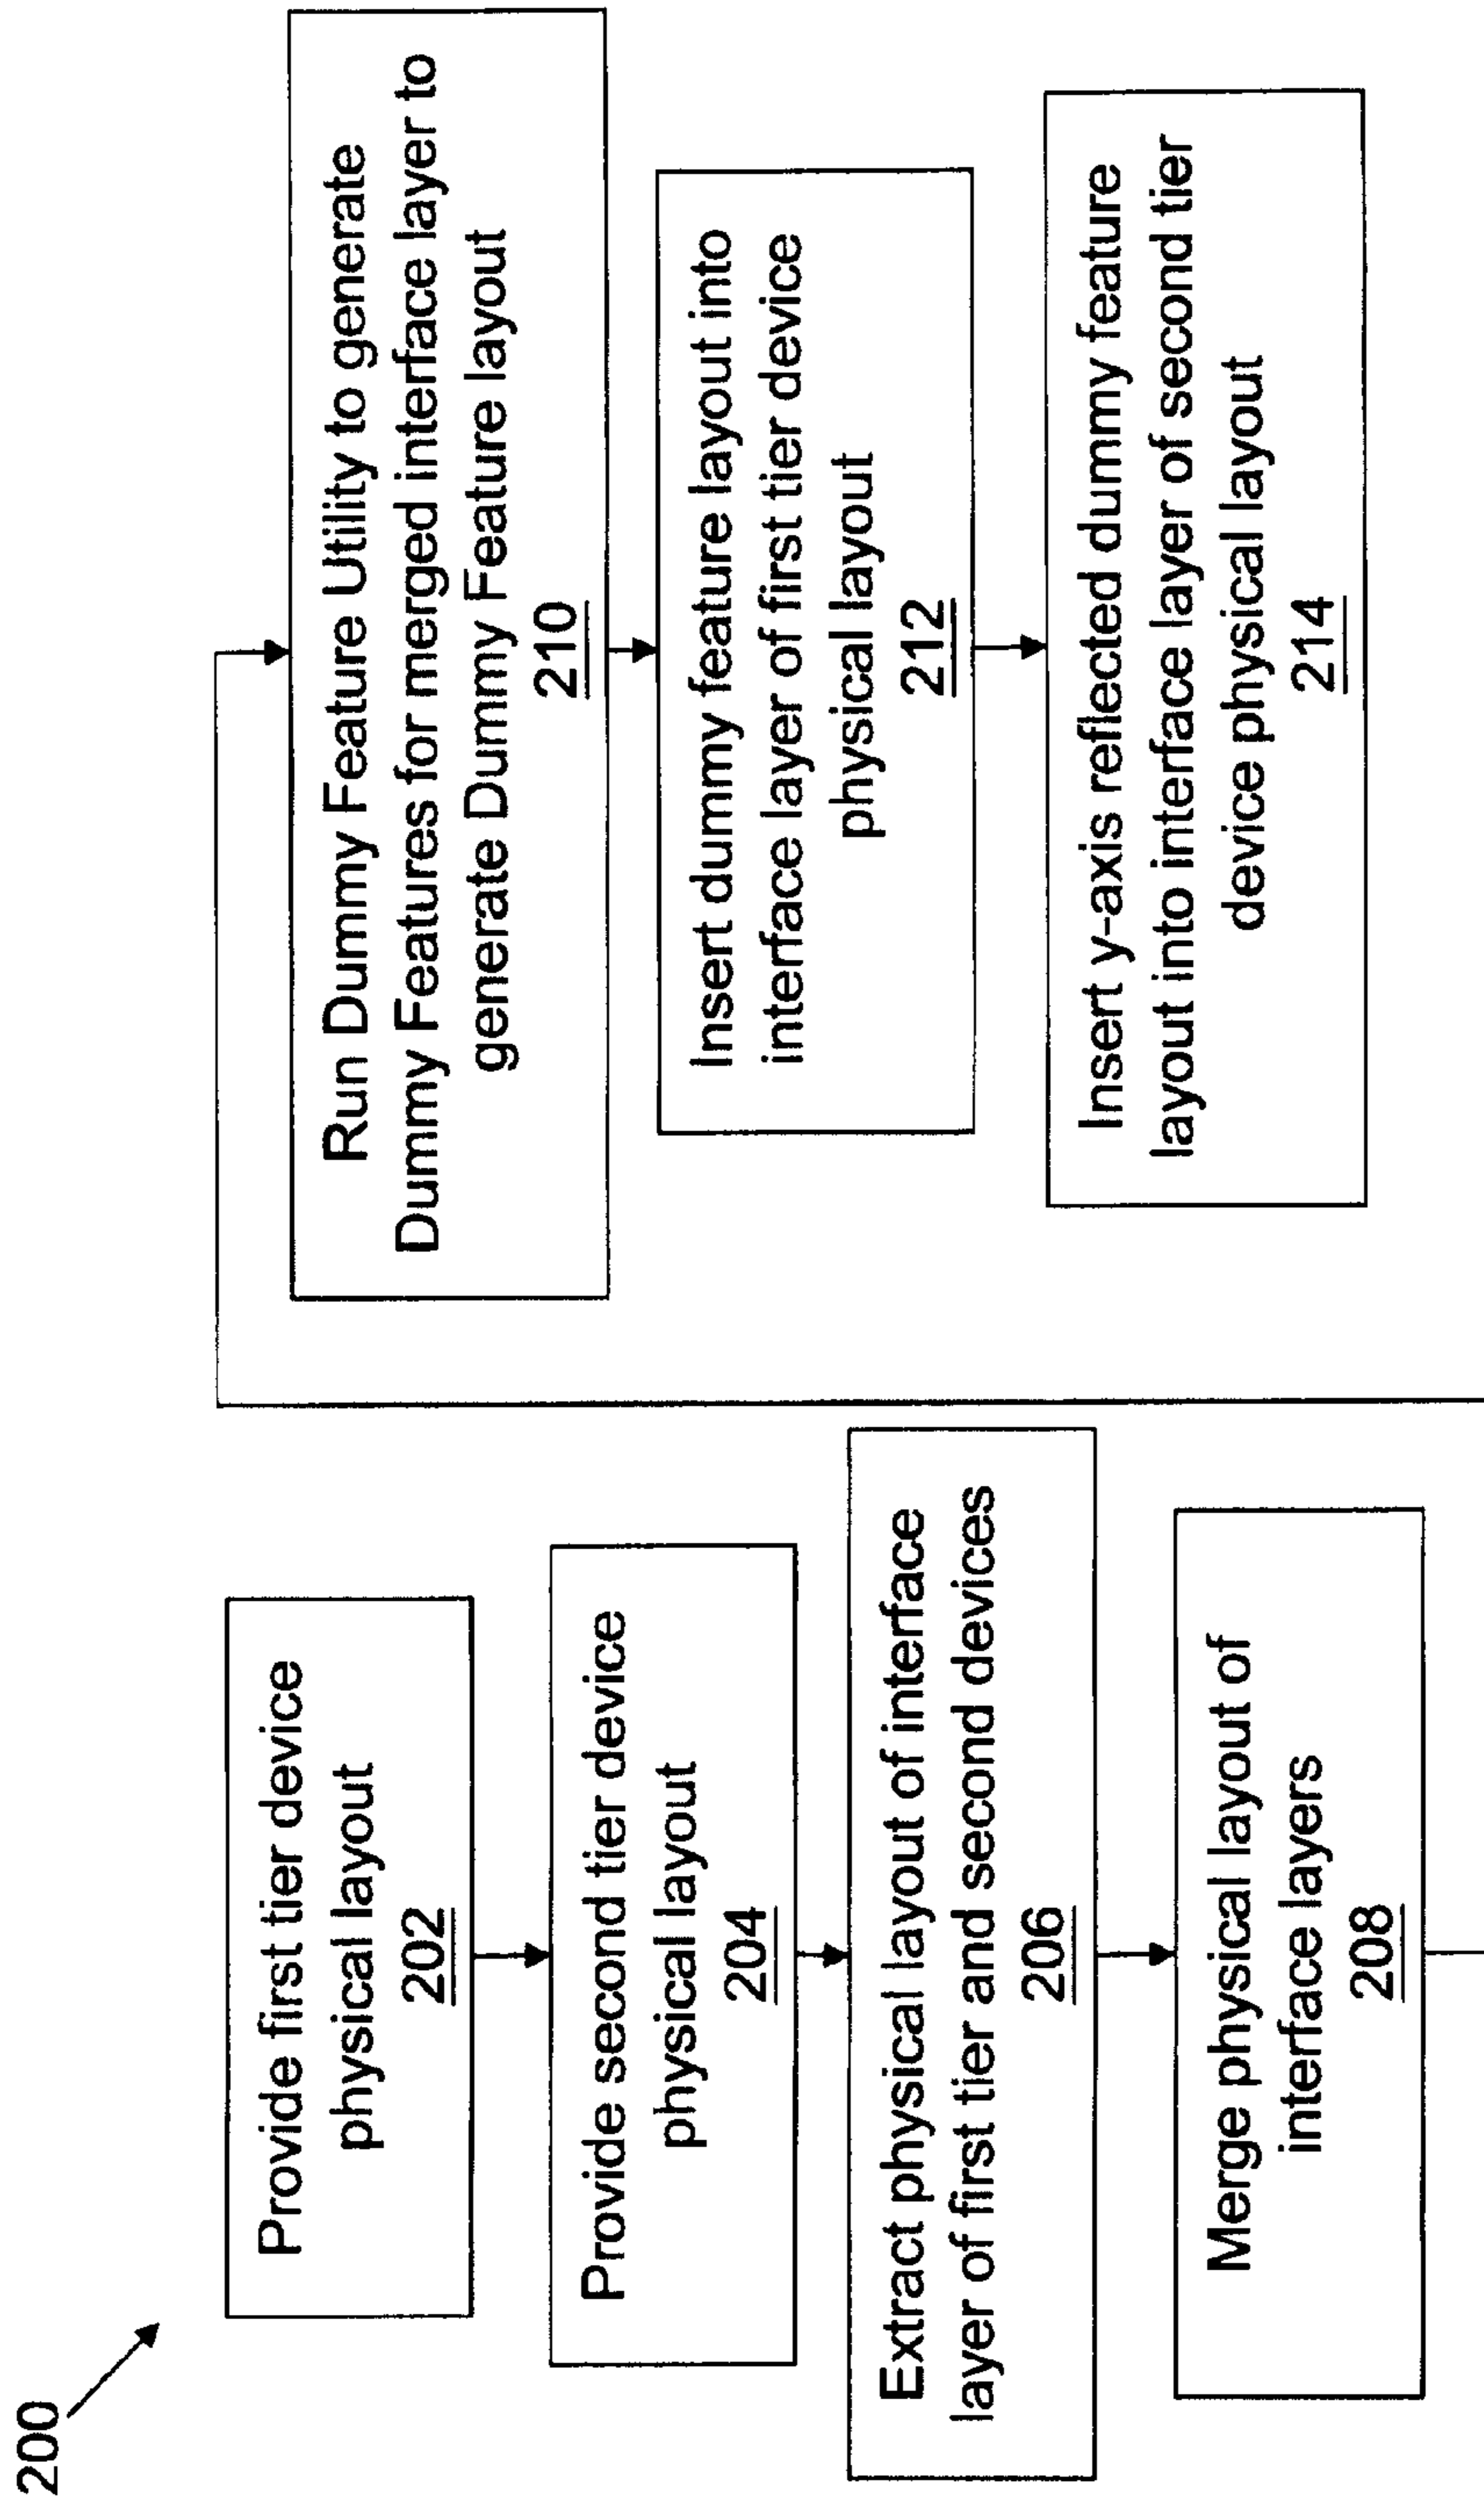 200
Provide first tier device
physical layout
202
Provide second tier device
physical layout
204
Extract physical layout of interface
layer of first tier and second devices
206
Merge physical layout of
interface layers
208
Run Dummy Feature Utility to generate
Dummy Features for merged interface layer to
generate Dummy Feature layout
210
Insert dummy feature layout into
interface layer of first tier device
physical layout
212
Insert y-axis reflected dummy feature
layout into interface layer of second tier
device physical layout
214